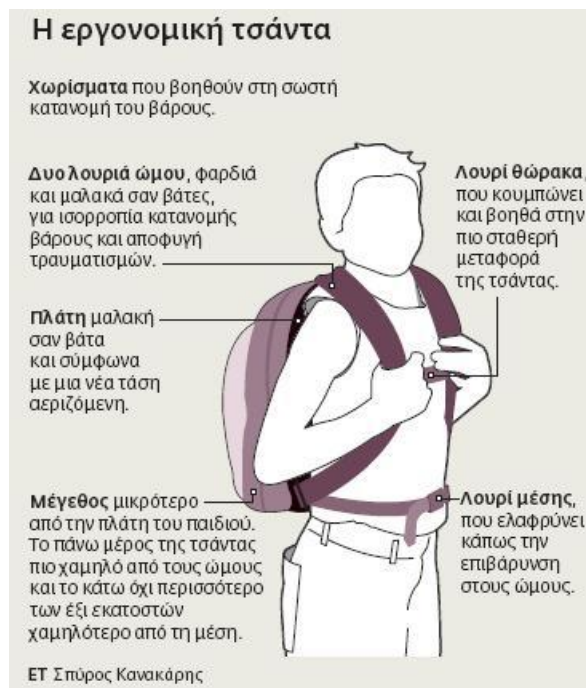 Η εργονομική τσάντα
Χωρίσματα που βοηθούν στη σωστή
κατανομή του βάρους.
Δυο λουριά ώμου, φαρδιά
και μαλακά σαν βάτες,
για ισορροπία κατανομής
βάρους και αποφυγή
τραυματισμών.
Λουρί θώρακα,
που κουμπώνει
και βοηθά στην
πιο σταθερή
μεταφορά
της τσάντας.
Πλάτη μαλακή
σαν βάτα
και σύμφωνα
με μια νέα τάση
αεριζόμενη.
Μέγεθος μικρότερο
από την πλάτη του παιδιού.
Το πάνω μέρος της τσάντας
πιο χαμηλό από τους ώμους
και το κάτω όχι περισσότερο
των έξι εκατοστών
χαμηλότερο από τη μέση.
Λουρί μέσης,
που ελαφρύνει
κάπως την
επιβάρυνση
στους ώμους.
ΕΤ Σπύρος Κανακάρης